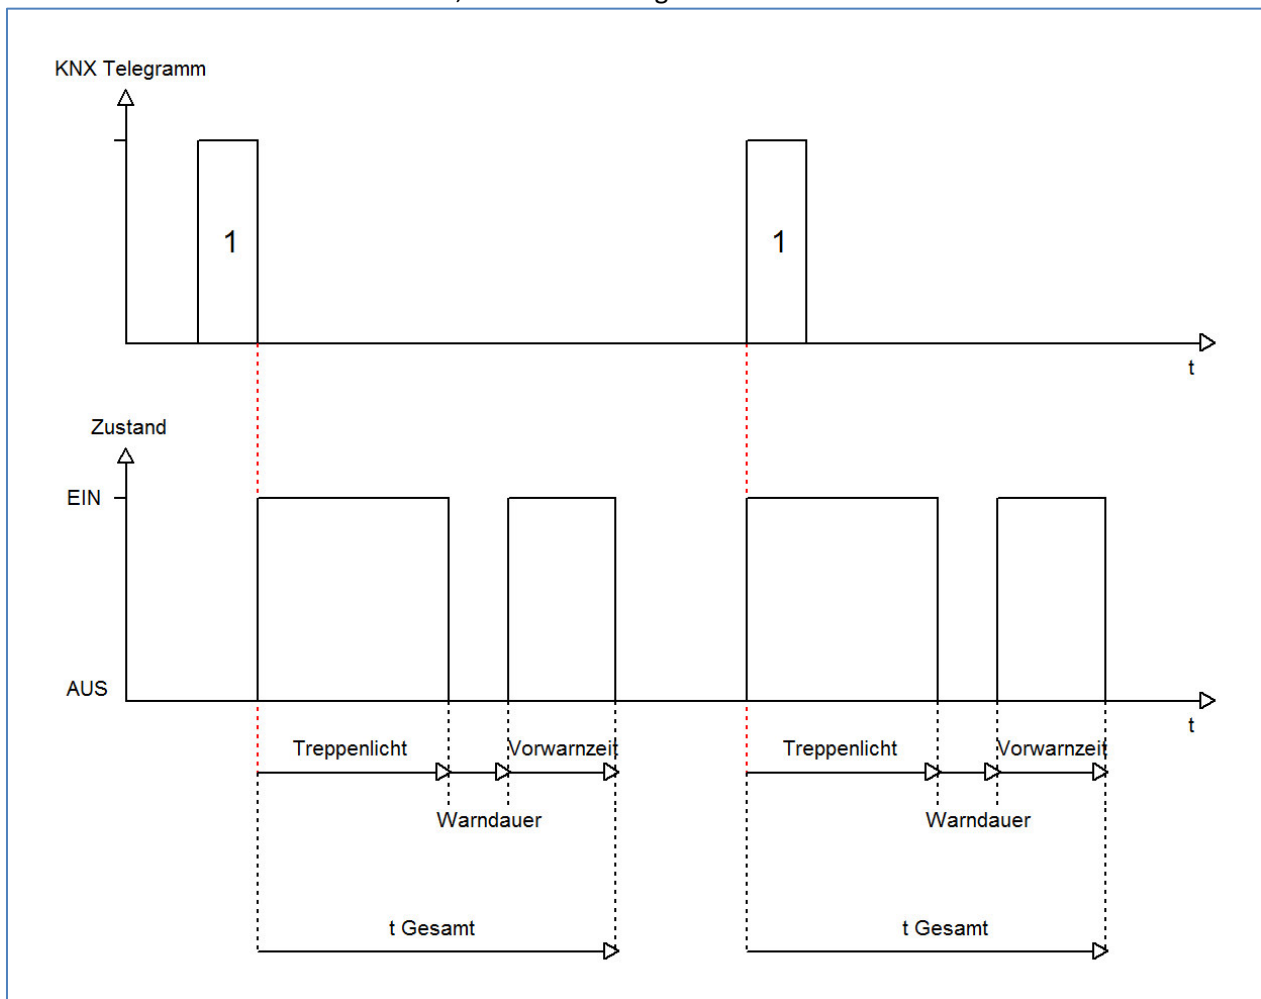 KNX Telegramm
1 1
t
Zustand
EIN
AUS
t
Treppenlicht Vorwarnzeit Treppenlicht Vorwarnzeit
Warndauer Warndauer
t Gesamt t Gesamt